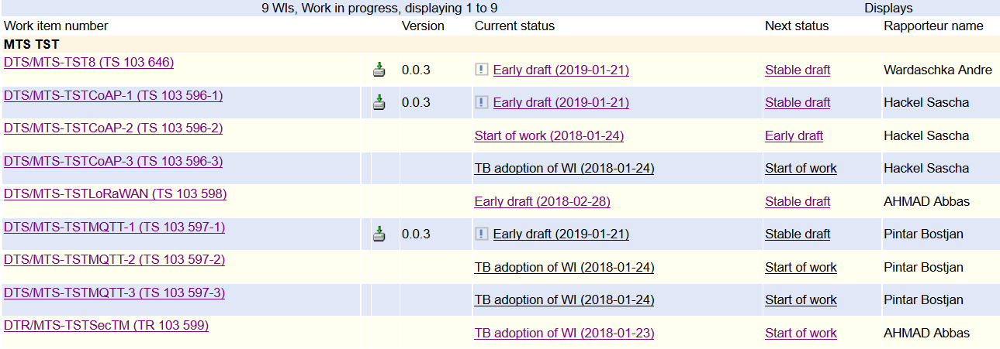 9 WIs, Work in progress, displaying 1 to 9 Displays
Work item number Version Current status Next status Rapporteur name
MTS TST
DTS/MTS-TST8 (TS 103 646) 0.0.3 Early draft (2019-01-21) Stable draft Wardaschka Andre
DTS/MTS-TSTCoAP-1 (TS 103 596-1) 0.0.3 Early draft (2019-01-21) Stable draft Hackel Sascha
DTS/MTS-TSTCoAP-2 (TS 103 596-2) Start of work (2018-01-24) Early draft Hackel Sascha
DTS/MTS-TSTCoAP-3 (TS 103 596-3) TB adoption of WI (2018-01-24) Start of work Hackel Sascha
DTS/MTS-TSTLoRaWAN (TS 103 598) Early draft (2018-02-28) Stable draft AHMAD Abbas
DTS/MTS-TSTMQTT-1 (TS 103 597-1) 0.0.3 Early draft (2019-01-21) Stable draft Pintar Bostjan
DTS/MTS-TSTMQTT-2 (TS 103 597-2) TB adoption of WI (2018-01-24) Start of work Pintar Bostjan
DTS/MTS-TSTMQTT-3 (TS 103 597-3) TB adoption of WI (2018-01-24) Start of work Pintar Bostjan
DTR/MTS-TSTSecTM (TR 103 599) TB adoption of WI (2018-01-23) Start of work AHMAD Abbas